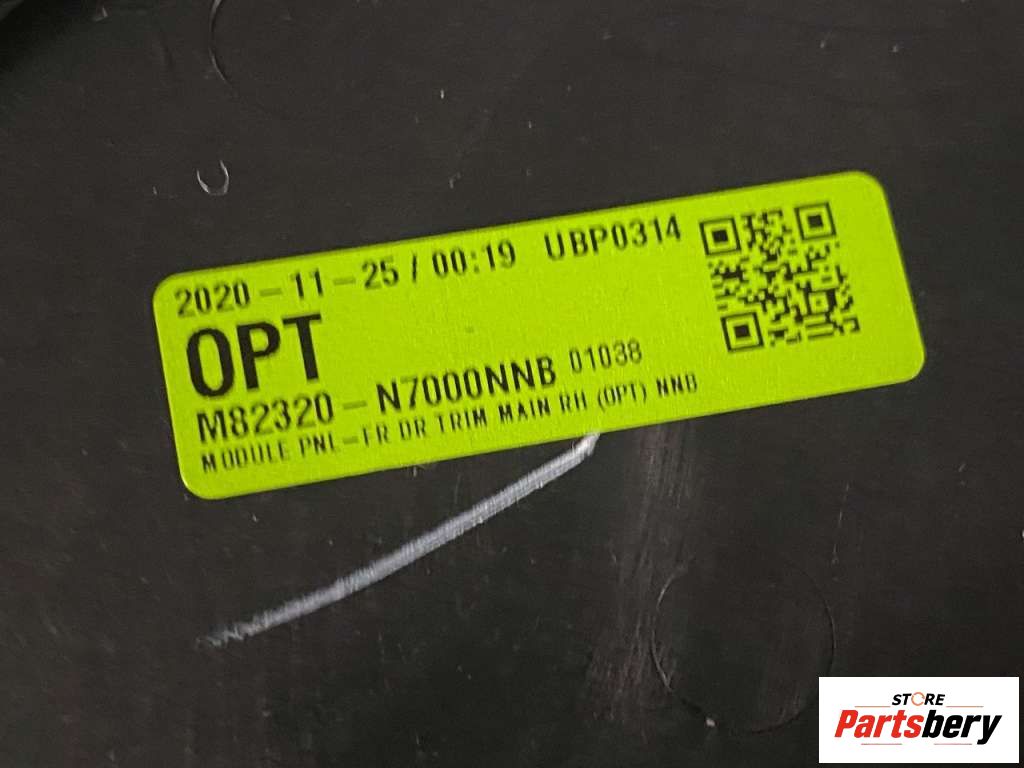 2020-11-25 / 00:19 UBP0314
OPT
M82320-N7000NNB 01038
MODULE PNL-FR DR TRIM MAIN RH (OPT) NNB
STORE
Partsbery